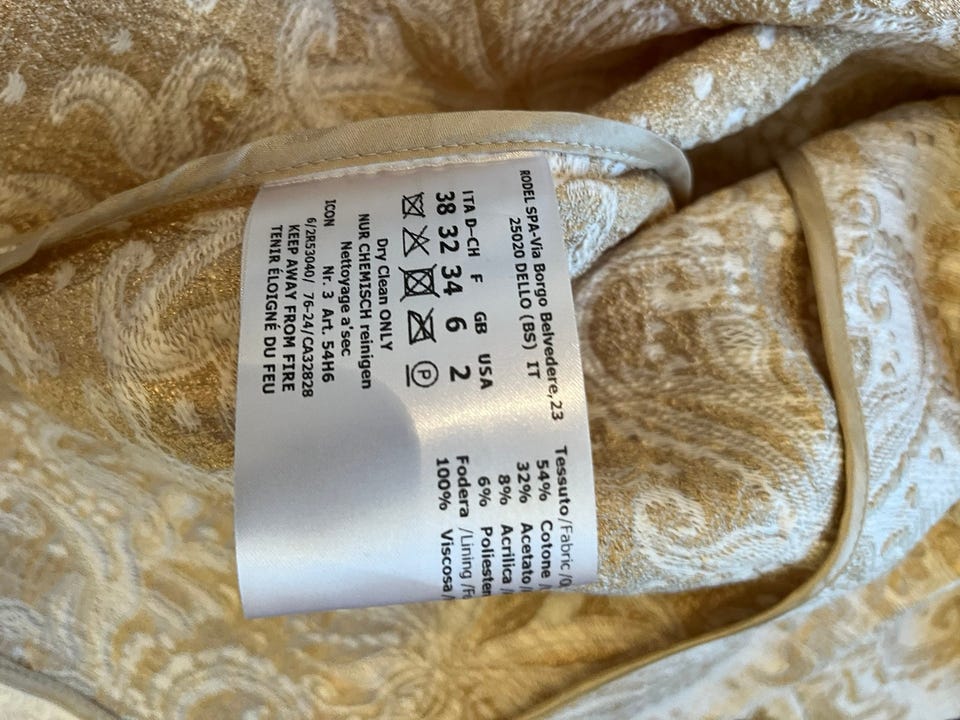 RODEL SPA-Via Borgo Belvedere,23
25020 DELLO (BS) IT
ITA D-CH F GB USA
38 32 34 6 2
P
Dry Clean ONLY
NUR CHEMISCH reinigen
Nettoyage a'sec
ICON Nr. 3 Art. 54H6
6/2R53040/ 76-24/CA32828
KEEP AWAY FROM FIRE
TENIR ÉLOIGNÉ DU FEU
Tessuto/Fabric/
54% Cotone /
32% Acetato/
8% Acrilica /
6% Poliester
Fodera /Lining /
100% Viscosa/